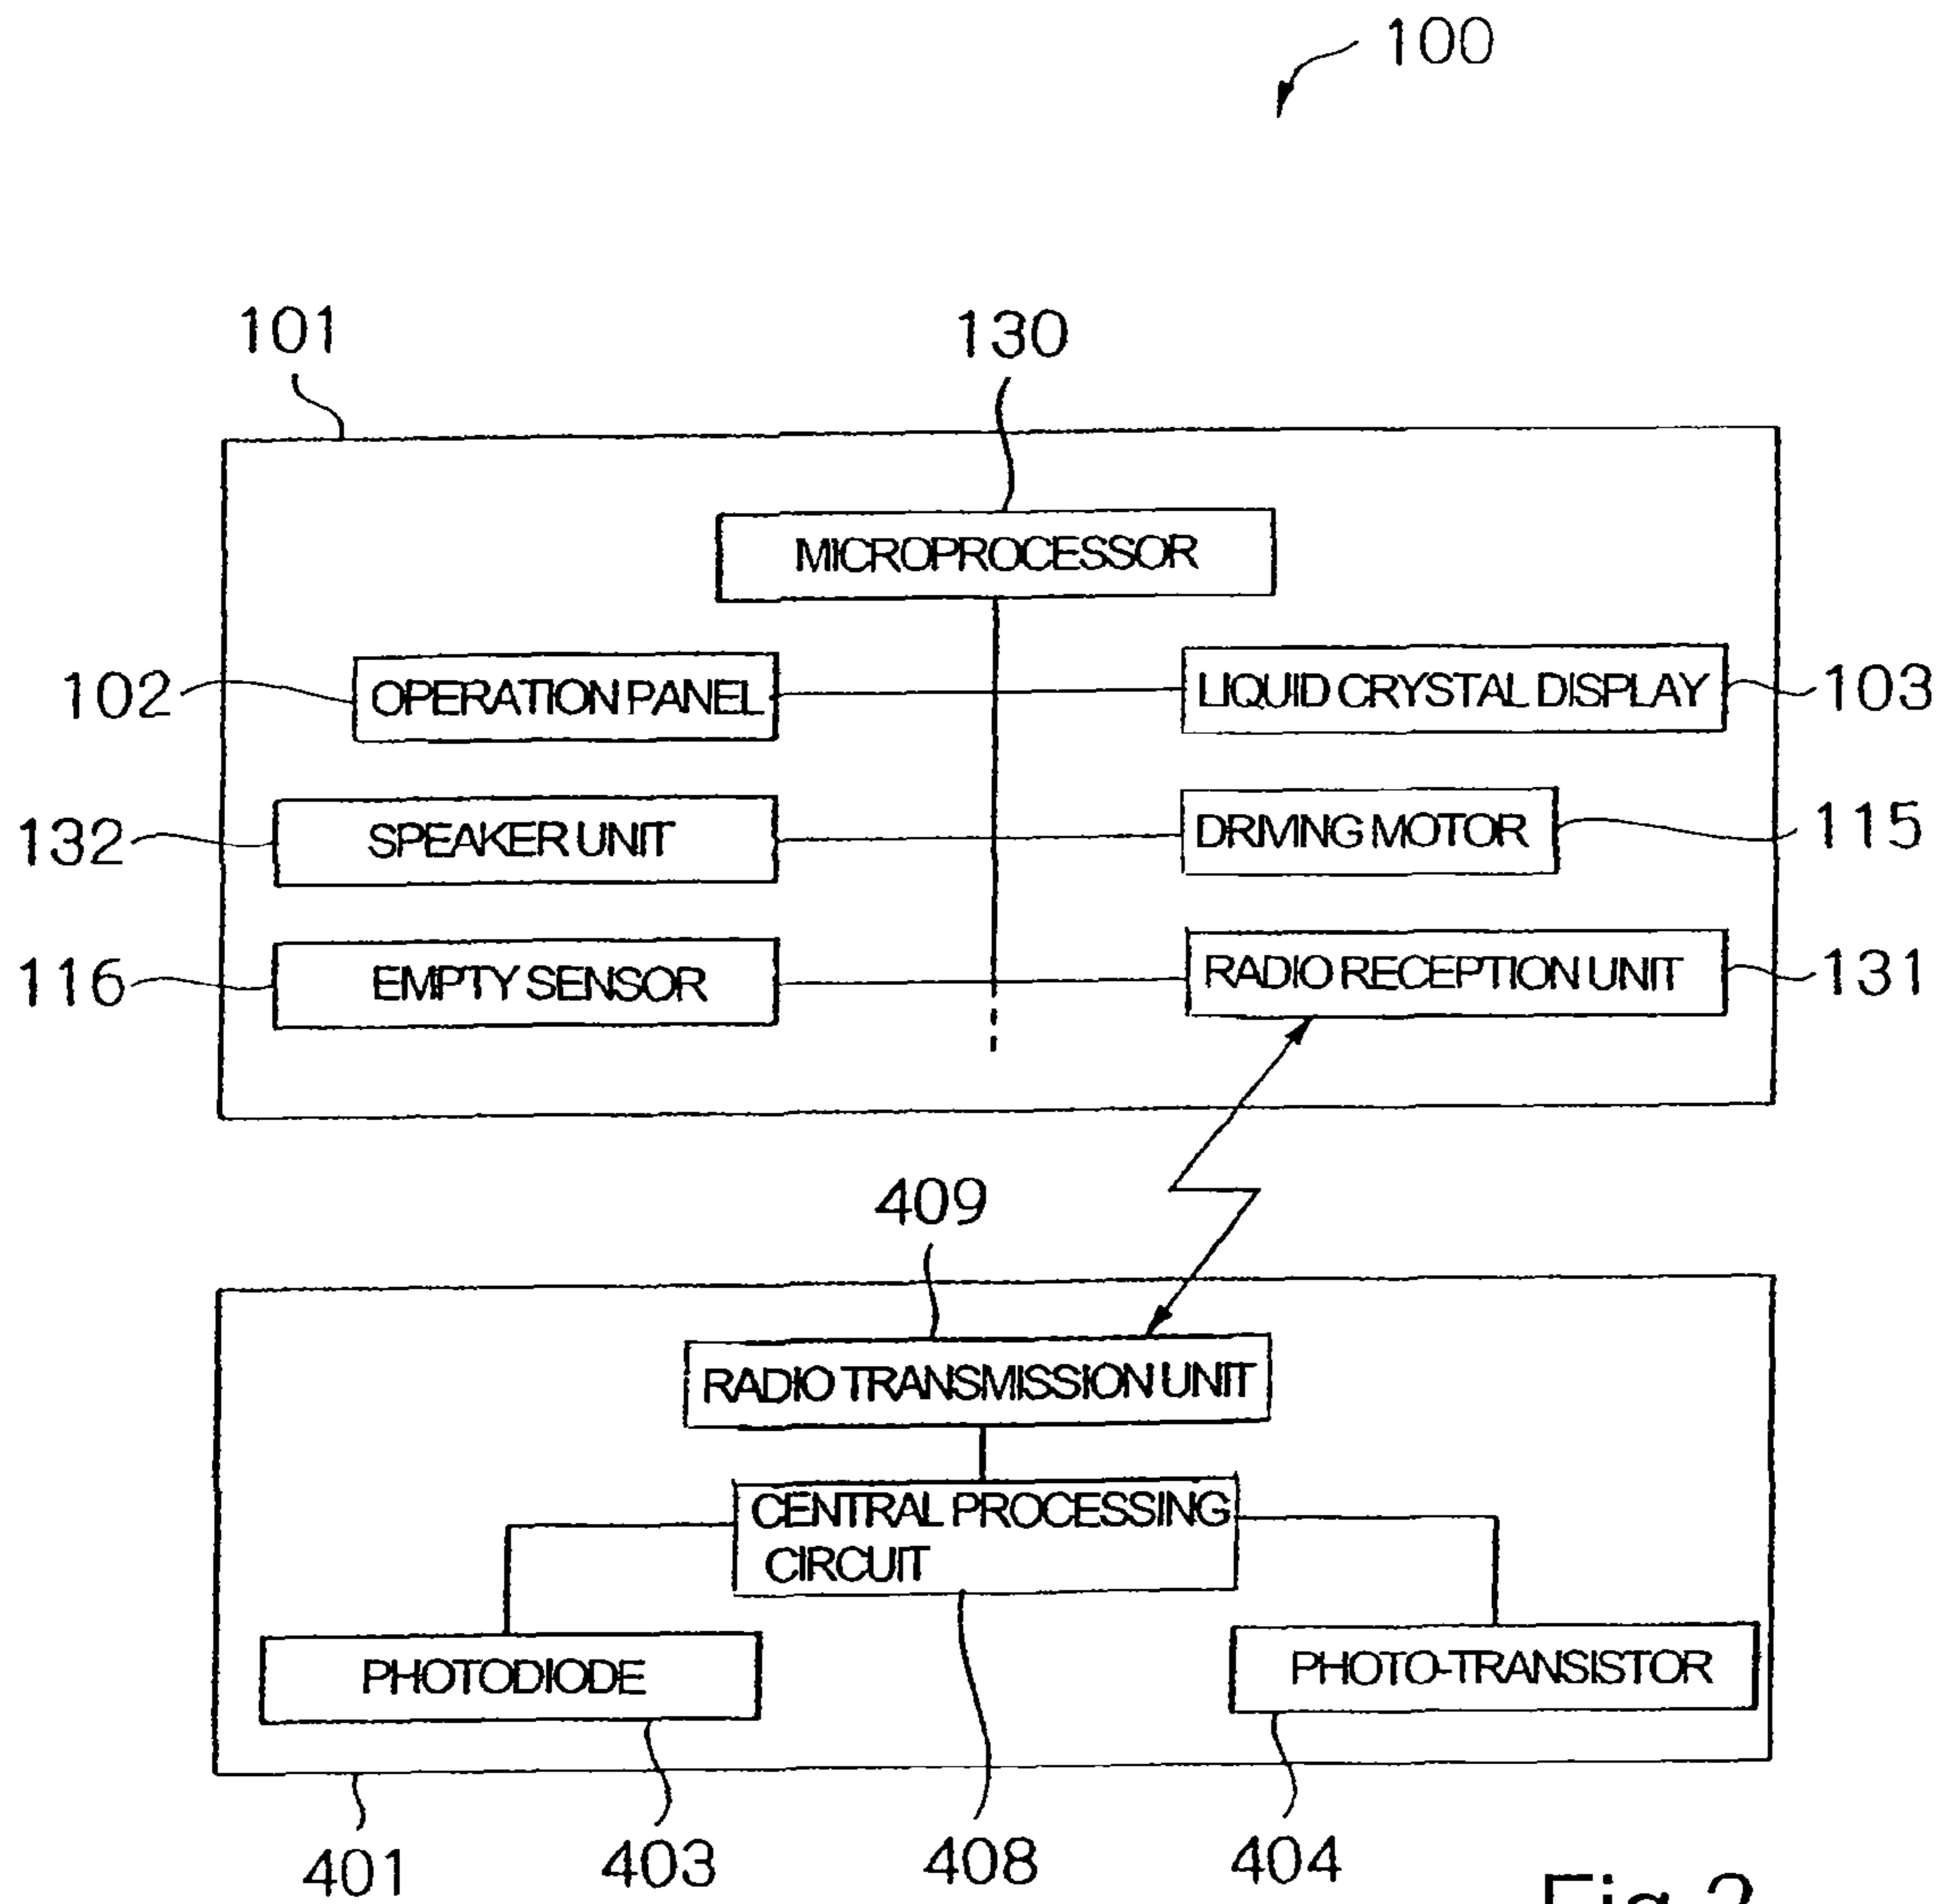 100
101
130
MICROPROCESSOR
102
OPERATION PANEL
LIQUID CRYSTAL DISPLAY
103
132
SPEAKER UNIT
DRIVING MOTOR
115
116
EMPTY SENSOR
RADIO RECEPTION UNIT
131
409
RADIO TRANSMISSION UNIT
CENTRAL PROCESSING
CIRCUIT
PHOTODIODE
PHOTO-TRANSISTOR
401
403
408
404
Fig.2